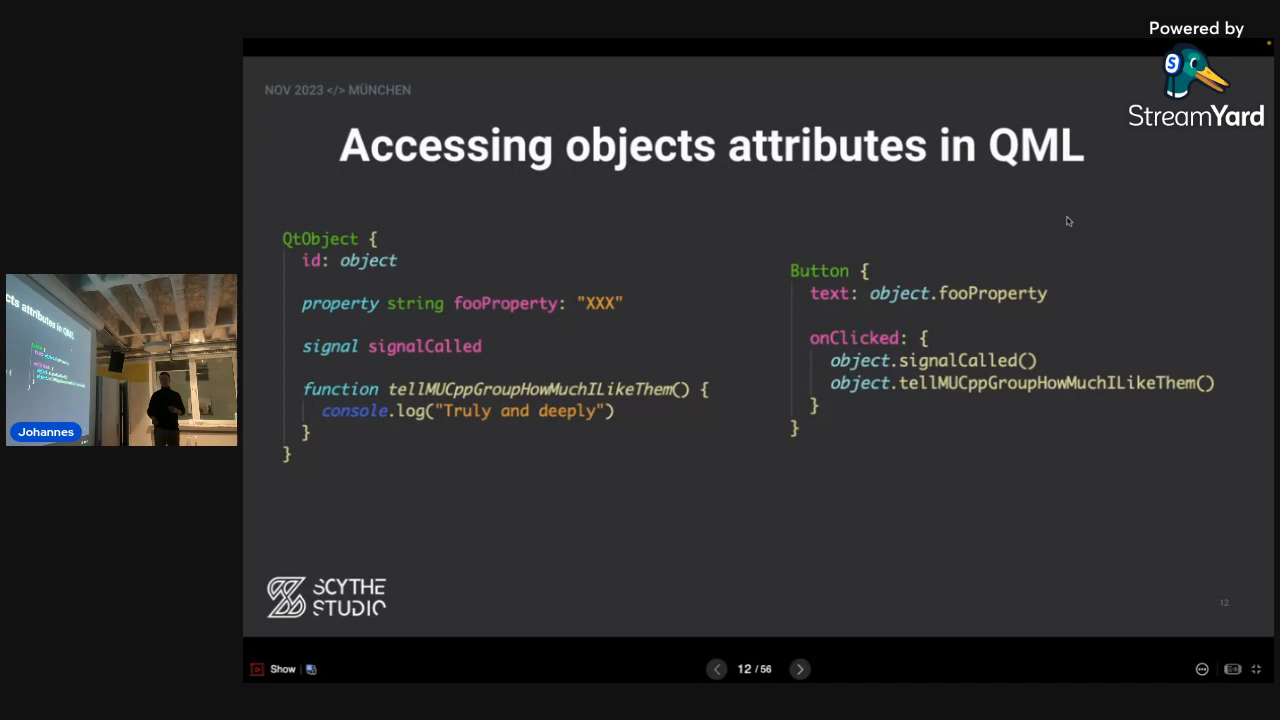 Powered by
StreamYard
NOV 2023 </> MÜNCHEN
Accessing objects attributes in QML
QtObject {
id: object
property string fooProperty: "XXX"
signal signalCalled
function tellMUCppGroupHowMuchILikeThem() {
console.log("Truly and deeply")
}
}
Button {
text: object.fooProperty
onClicked: {
object.signalCalled()
object.tellMUCppGroupHowMuchILikeThem()
}
}
Johannes
SCYTHE
STUDIO
12
Show
12 / 56